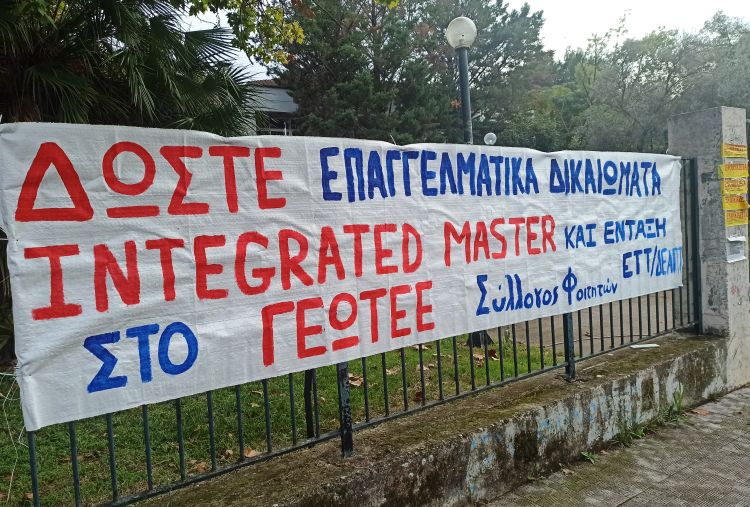 ΔΩΣΤΕ ΕΠΑΓΓΕΛΜΑΤΙΚΑ ΔΙΚΑΙΩΜΑΤΑ
INTEGRATED MASTER ΚΑΙ ΕΝΤΑΞΗ
ΣΤΟ ΓΕΩΤΕΕ Σύλλογος Φοιτητών ΕΤΤ/ΔΕΑΠΤ